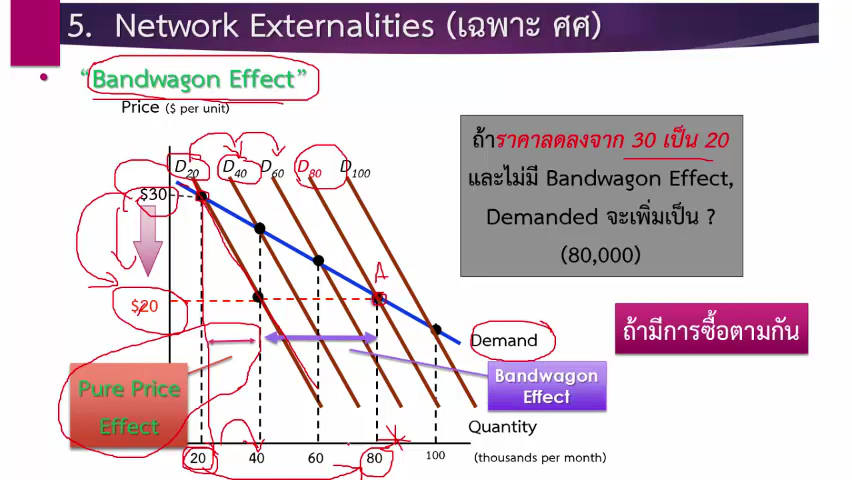 5. Network Externalities (เฉพาะ ศศ)
• “Bandwagon Effect”
Price ($ per unit)
D20 D40 D60 D80 D100
$30
$20
ถ้าราคาลดลงจาก 30 เป็น 20
และไม่มี Bandwagon Effect,
Demanded จะเพิ่มเป็น ?
(80,000)
A
ถ้ามีการซื้อตามกัน
Demand
Pure Price
Effect
Bandwagon
Effect
Quantity
20 40 60 80 100
(thousands per month)